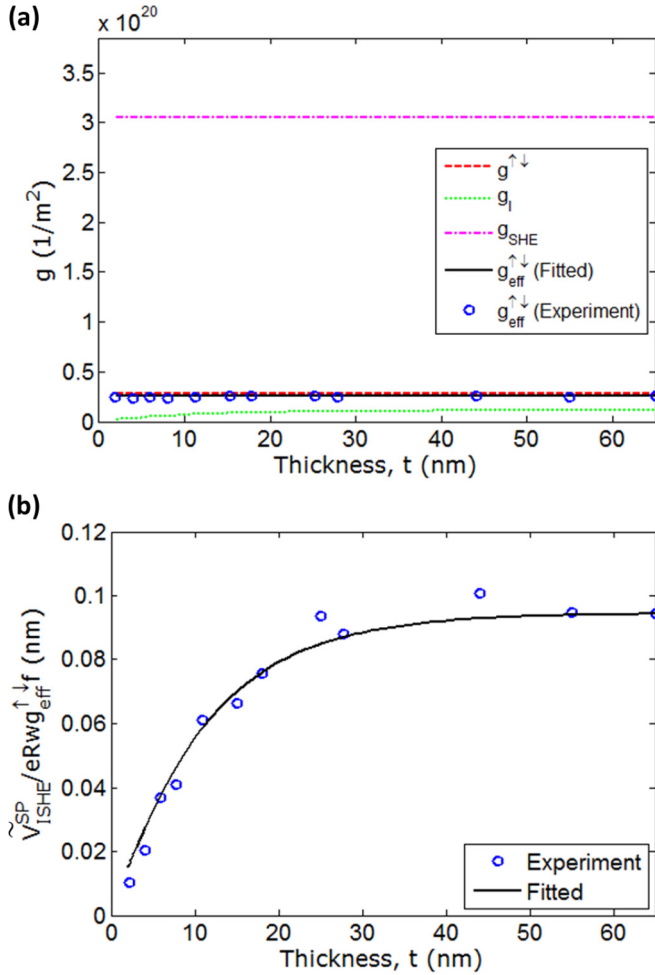 (a)
x 10^20
3.5
3
2.5
2
1.5
1
0.5
0
g (1/m²)
g↑↓
g_I
g_SHE
g_eff↑↓ (Fitted)
g_eff↑↓ (Experiment)
0 10 20 30 40 50 60
Thickness, t (nm)
(b)
0.12
0.1
0.08
0.06
0.04
0.02
0
Ṽ_ISHE^SP/eRwg_eff↑↓f (nm)
Experiment
Fitted
0 10 20 30 40 50 60
Thickness, t (nm)